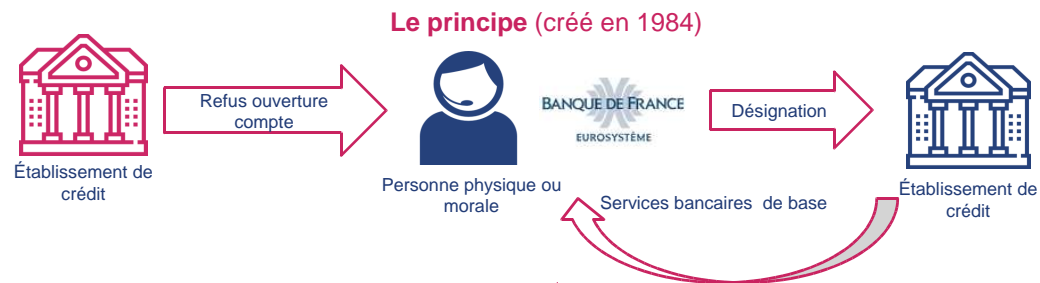 Le principe (créé en 1984)
Refus ouverture
compte
Établissement de
crédit
BANQUE DE FRANCE
EUROSYSTÈME
Personne physique ou
morale
Désignation
Services bancaires de base
Établissement de
crédit